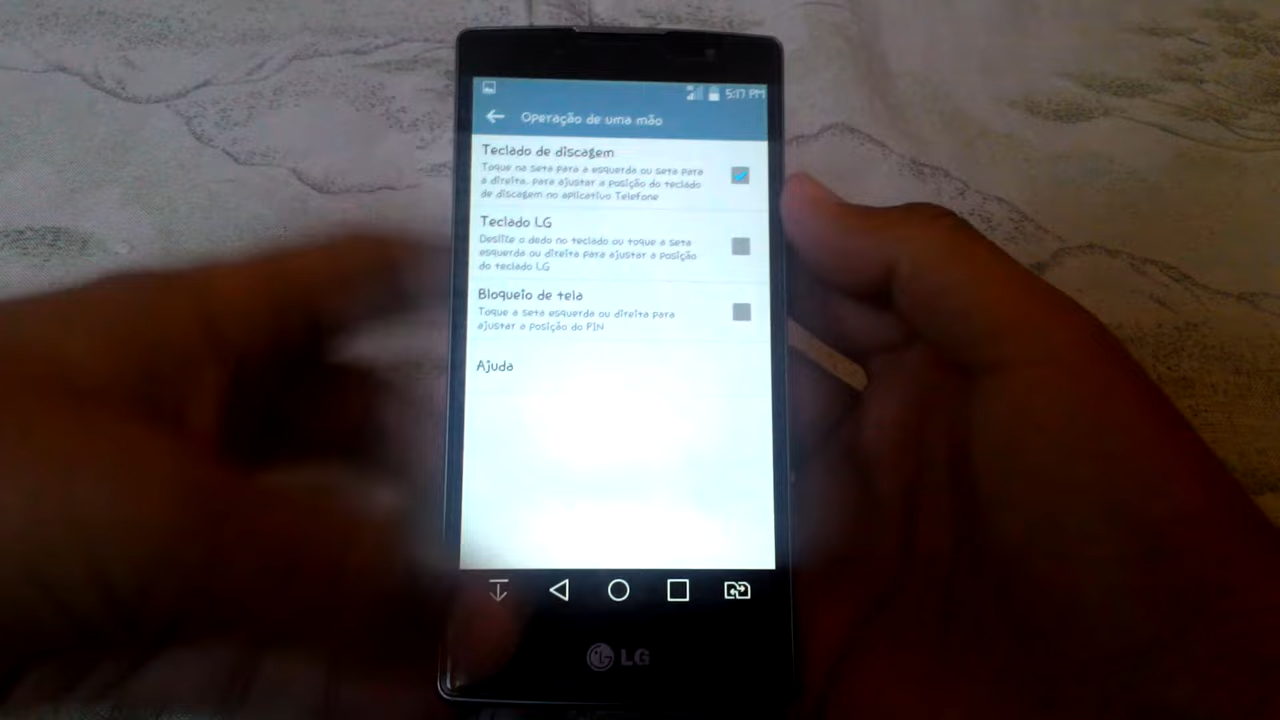 5:17 PM
Operação de uma mão
Teclado de discagem
Toque na seta para a esquerda ou seta para
a direita, para ajustar a posição do teclado
de discagem no aplicativo Telefone
Teclado LG
Deslize o dado no teclado ou toque a seta
esquerda ou direita para ajustar a posição
do teclado LG
Bloqueio de tela
Toque a seta esquerda ou direita para
ajustar a posição do PIN
Ajuda
LG